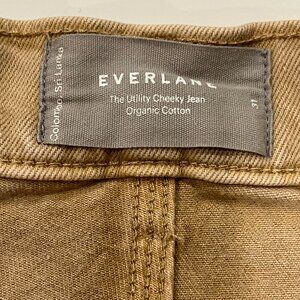 EVERLANE
The Utility Cheeky Jean
Organic Cotton
Colombo, Sri Lanka
31